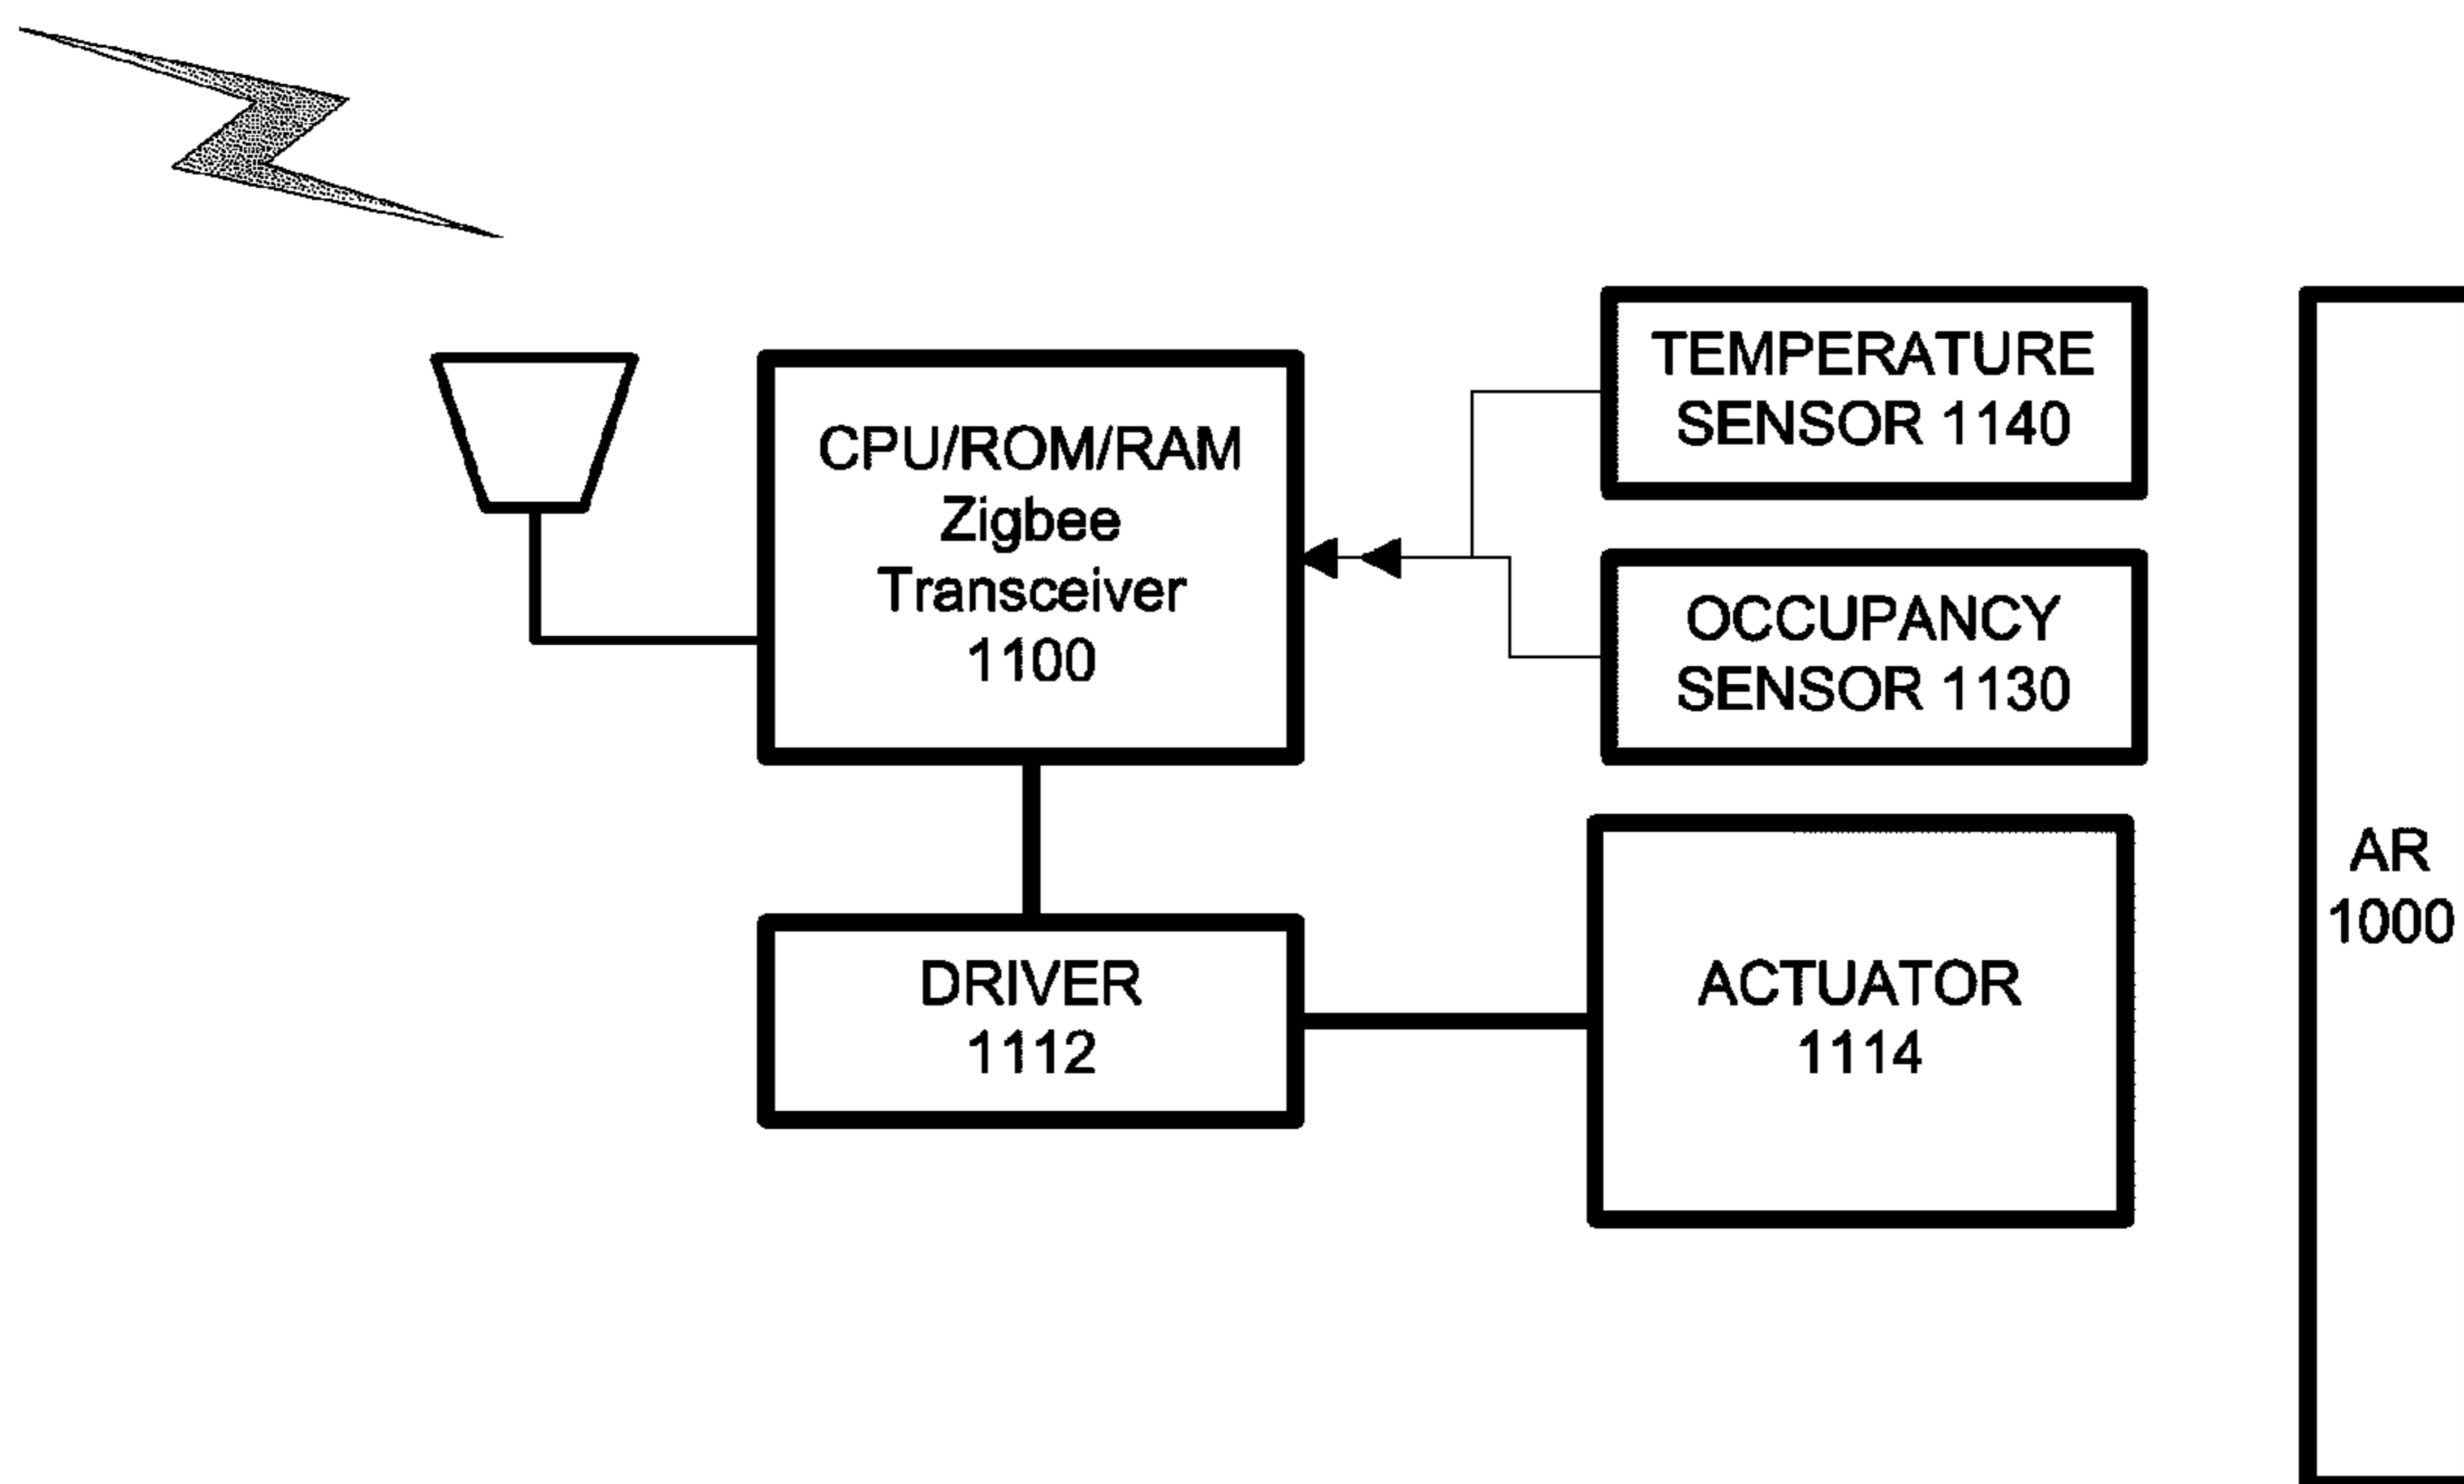 CPU/ROM/RAM
Zigbee
Transceiver
1100
TEMPERATURE
SENSOR 1140
OCCUPANCY
SENSOR 1130
DRIVER
1112
ACTUATOR
1114
AR
1000